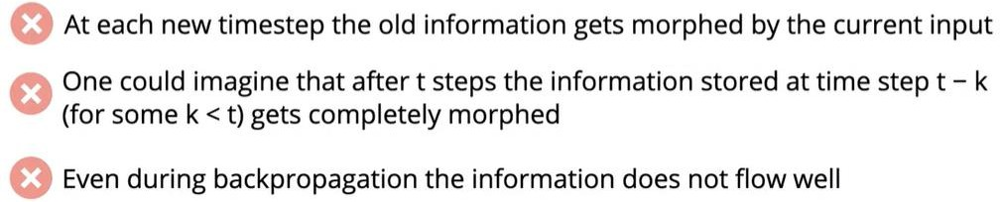 At each new timestep the old information gets morphed by the current input
One could imagine that after t steps the information stored at time step t – k
(for some k < t) gets completely morphed
Even during backpropagation the information does not flow well